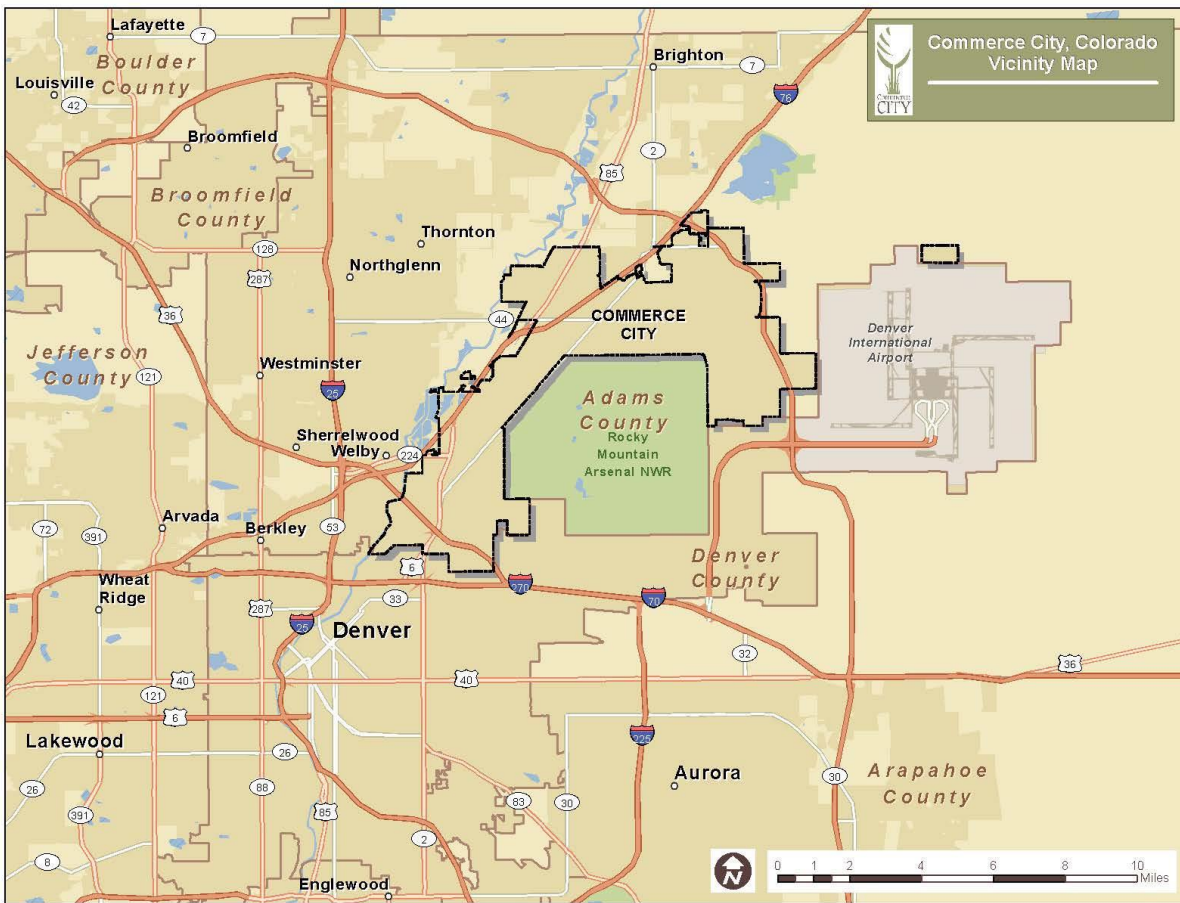 Commerce City, Colorado
Vicinity Map
Commerce
CITY
Lafayette
7
Boulder
County
Louisville
42
Brighton
7
76
Broomfield
2
85
Broomfield
County
Thornton
128
Northglenn
287
36
44
COMMERCE
CITY
Denver
International
Airport
Jefferson
County
121
Westminster
25
Adams
County
Rocky
Mountain
Arsenal NWR
Sherrelwood
Welby
224
Arvada
72
391
Berkley
53
Denver
County
6
270
70
Wheat
Ridge
287
33
25
Denver
32
36
40
40
121
6
225
Lakewood
26
Aurora
30
Arapahoe
County
26
88
85
83
30
391
2
8
Englewood
N
0 1 2 4 6 8 10
Miles